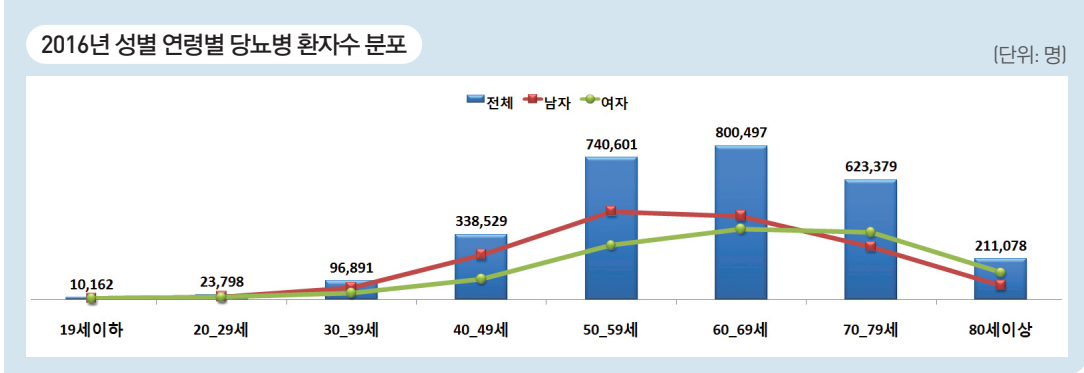 2016년 성별 연령별 당뇨병 환자수 분포
(단위: 명)
전체 남자 여자
10,162 23,798 96,891 338,529 740,601 800,497 623,379 211,078
19세이하 20_29세 30_39세 40_49세 50_59세 60_69세 70_79세 80세이상